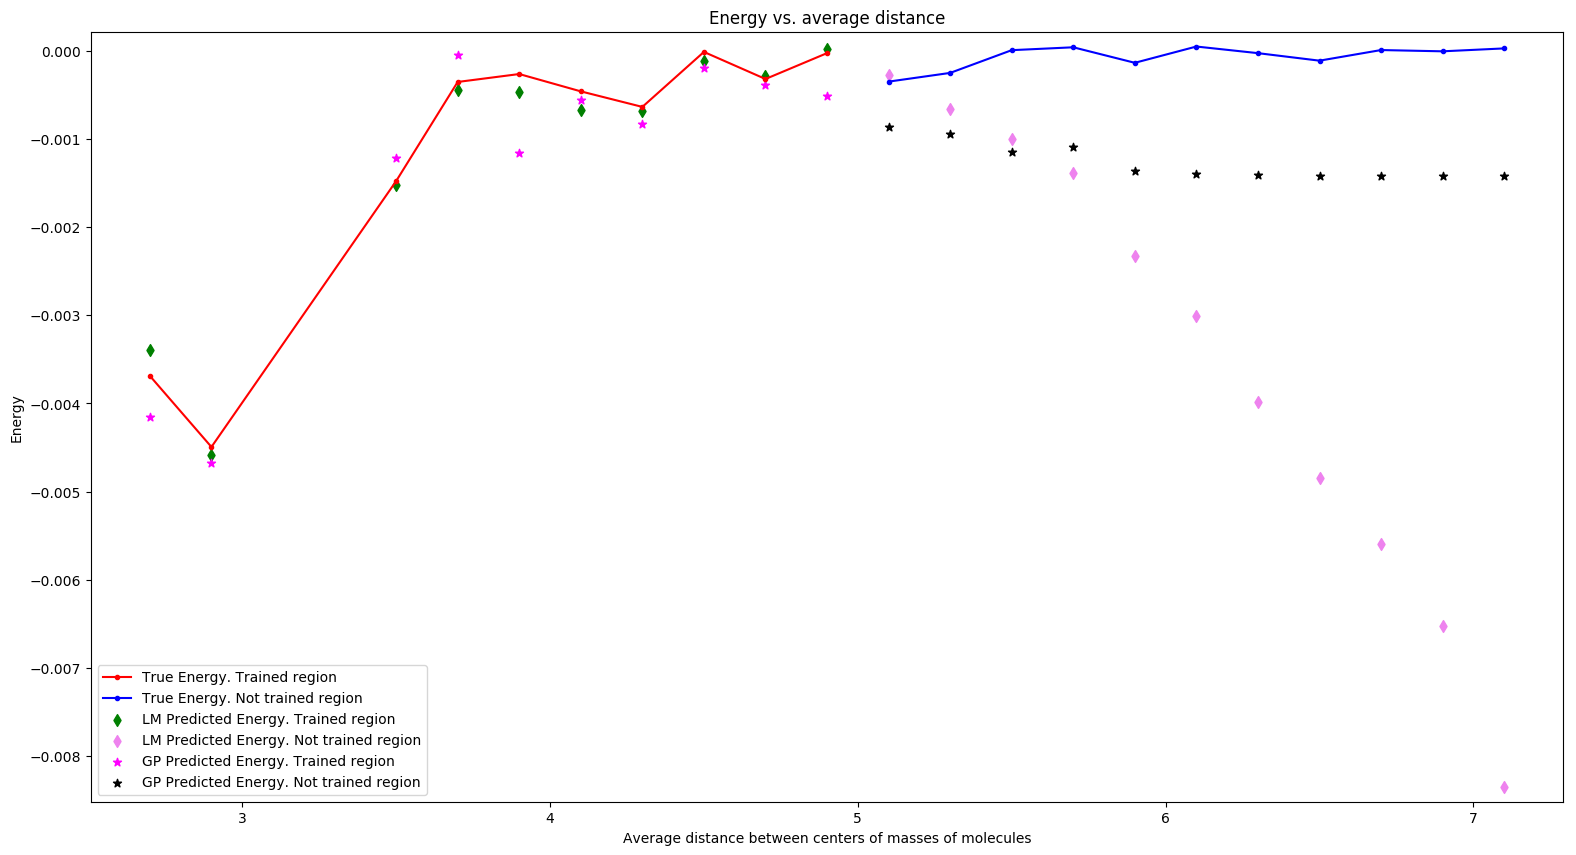 Energy vs. average distance
0.000
−0.001
−0.002
−0.003
−0.004
−0.005
−0.006
−0.007
−0.008
Energy
True Energy. Trained region
True Energy. Not trained region
LM Predicted Energy. Trained region
LM Predicted Energy. Not trained region
GP Predicted Energy. Trained region
GP Predicted Energy. Not trained region
3 4 5 6 7
Average distance between centers of masses of molecules